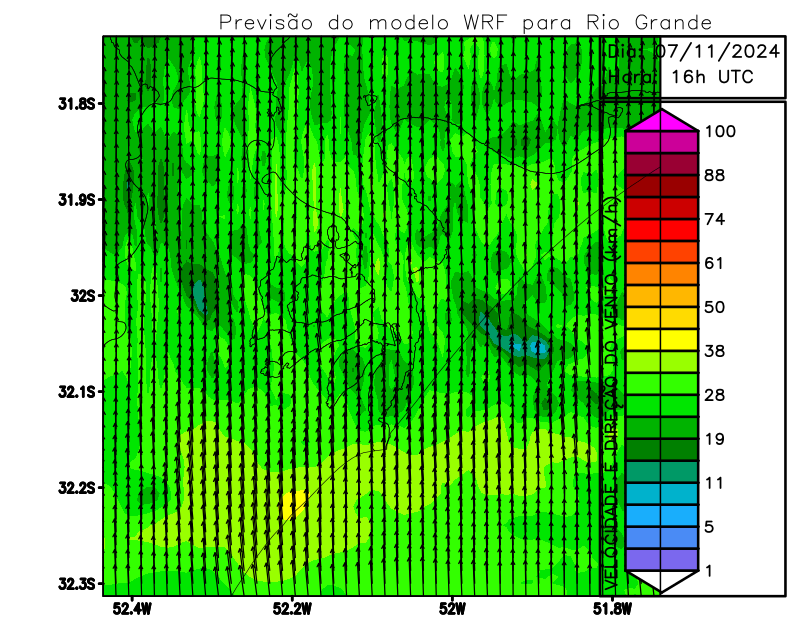 Previsão do modelo WRF para Rio Grande
Dia: 07/11/2024
Hora: 16h UTC
31.8S
31.9S
32S
32.1S
32.2S
32.3S
52.4W
52.2W
52W
51.8W
VELOCIDADE E DIREÇÃO DO VENTO (km/h)
100
88
74
61
50
38
28
19
11
5
1